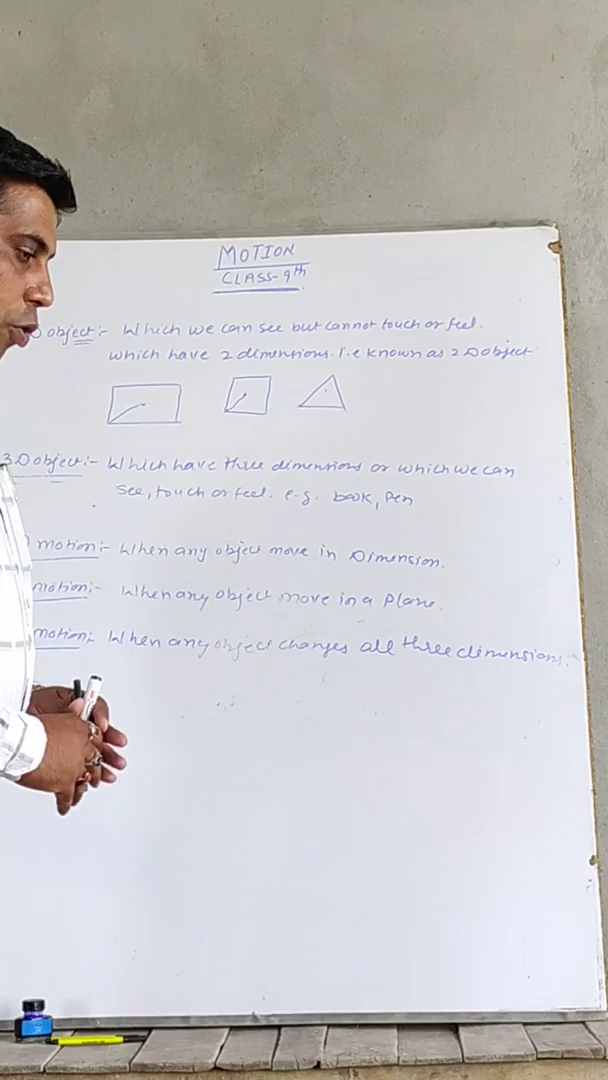 MOTION
CLASS-9th
object:- Which we can see but cannot touch or feel.
which have 2 dimensions. i.e known as 2D object
3D object:- Which have three dimensions or which we can
see, touch or feel. e.g. book, Pen
motion:- When any object move in Dimension.
motion:- When any object move in a Plane.
motion:- When any object changes all three dimensions.